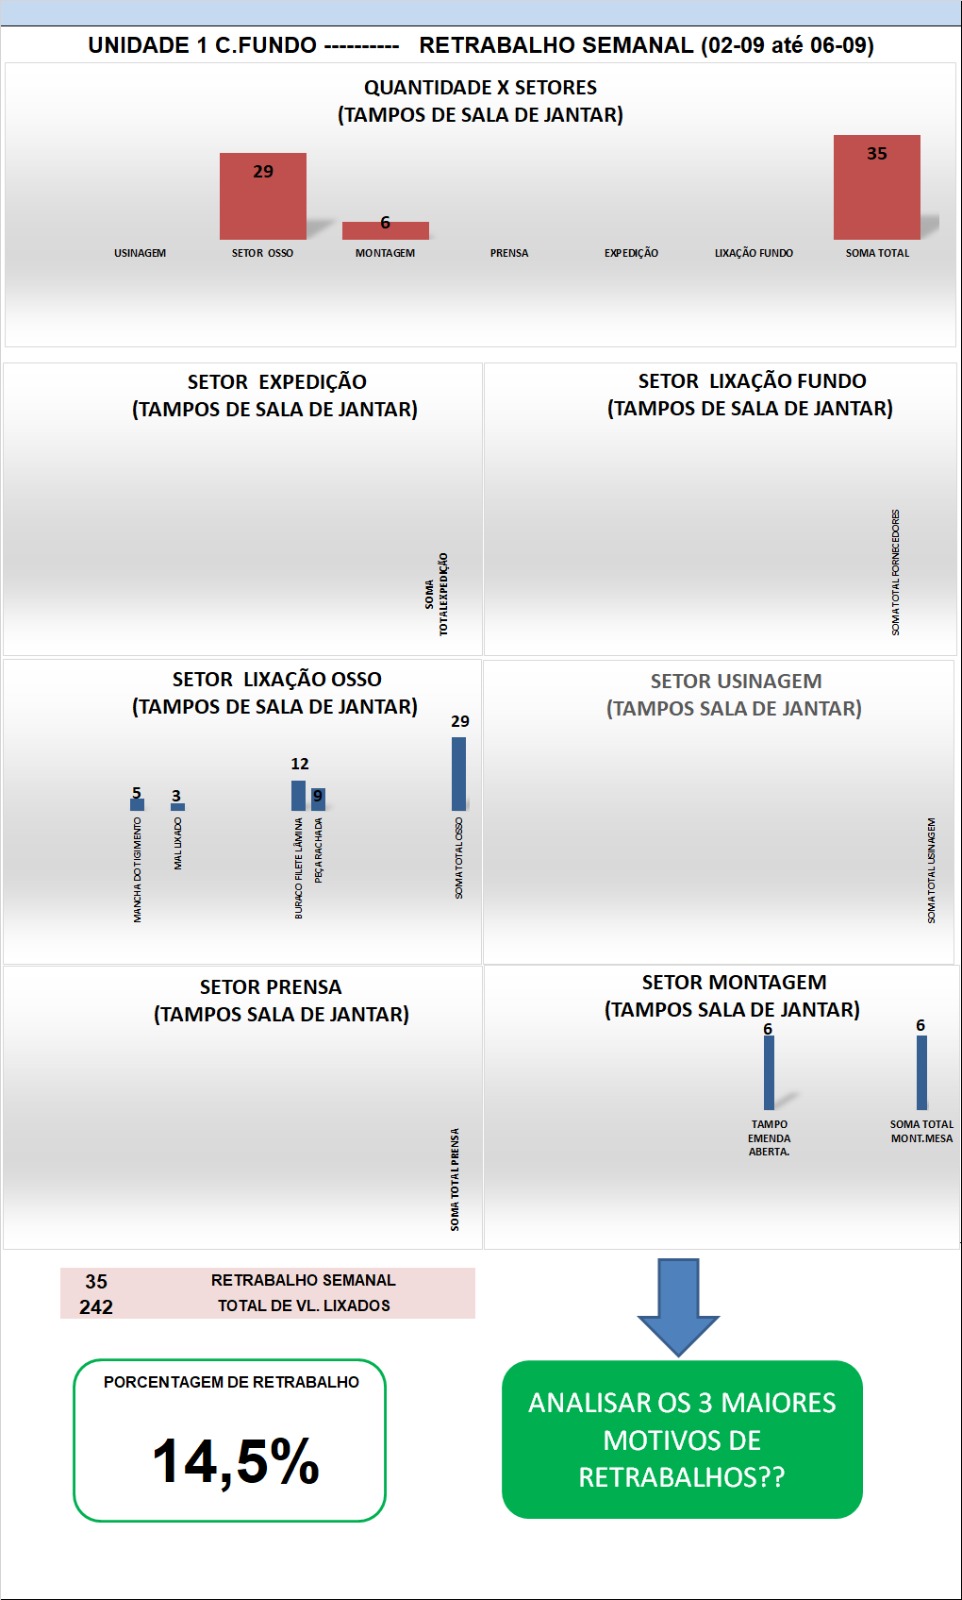 UNIDADE 1 C.FUNDO ---------- RETRABALHO SEMANAL (02-09 até 06-09)
QUANTIDADE X SETORES
(TAMPOS DE SALA DE JANTAR)
29
6
35
USINAGEM
SETOR OSSO
MONTAGEM
PRENSA
EXPEDIÇÃO
LIXAÇÃO FUNDO
SOMA TOTAL
SETOR EXPEDIÇÃO
(TAMPOS DE SALA DE JANTAR)
SOMA
TOTALEXPEDIÇÃO
SETOR LIXAÇÃO FUNDO
(TAMPOS DE SALA DE JANTAR)
SOMA TOTAL FORNECEDORES
SETOR LIXAÇÃO OSSO
(TAMPOS DE SALA DE JANTAR)
5
3
12
9
29
MANCHA DO TIGIMENTO
MAL LIXADO
BURACO FILETE LÂMINA
PEÇA RACHADA
SOMA TOTAL OSSO
SETOR USINAGEM
(TAMPOS SALA DE JANTAR)
SOMA TOTAL USINAGEM
SETOR PRENSA
(TAMPOS SALA DE JANTAR)
SOMA TOTAL PRENSA
SETOR MONTAGEM
(TAMPOS SALA DE JANTAR)
6
6
TAMPO
EMENDA
ABERTA.
SOMA TOTAL
MONT.MESA
35 RETRABALHO SEMANAL
242 TOTAL DE VL. LIXADOS
PORCENTAGEM DE RETRABALHO
14,5%
ANALISAR OS 3 MAIORES
MOTIVOS DE
RETRABALHOS??